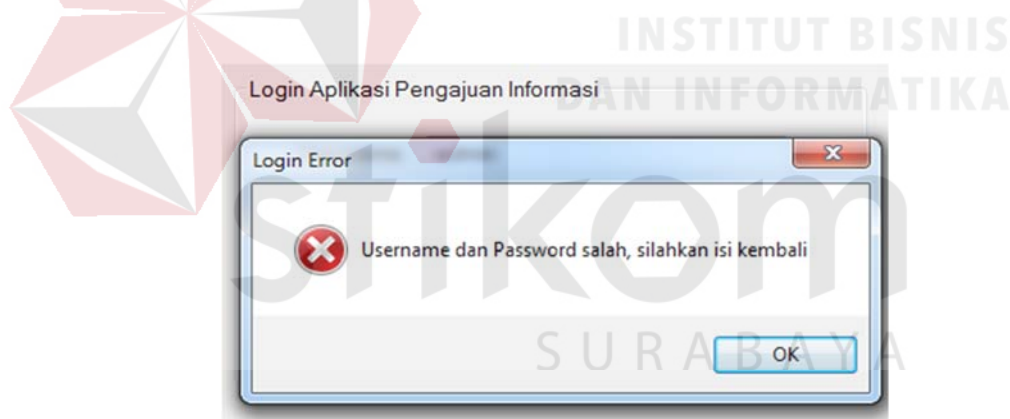 INSTITUT BISNIS
DAN INFORMATIKA
stikom
SURABAYA
Login Aplikasi Pengajuan Informasi
Login Error
Username dan Password salah, silahkan isi kembali
OK